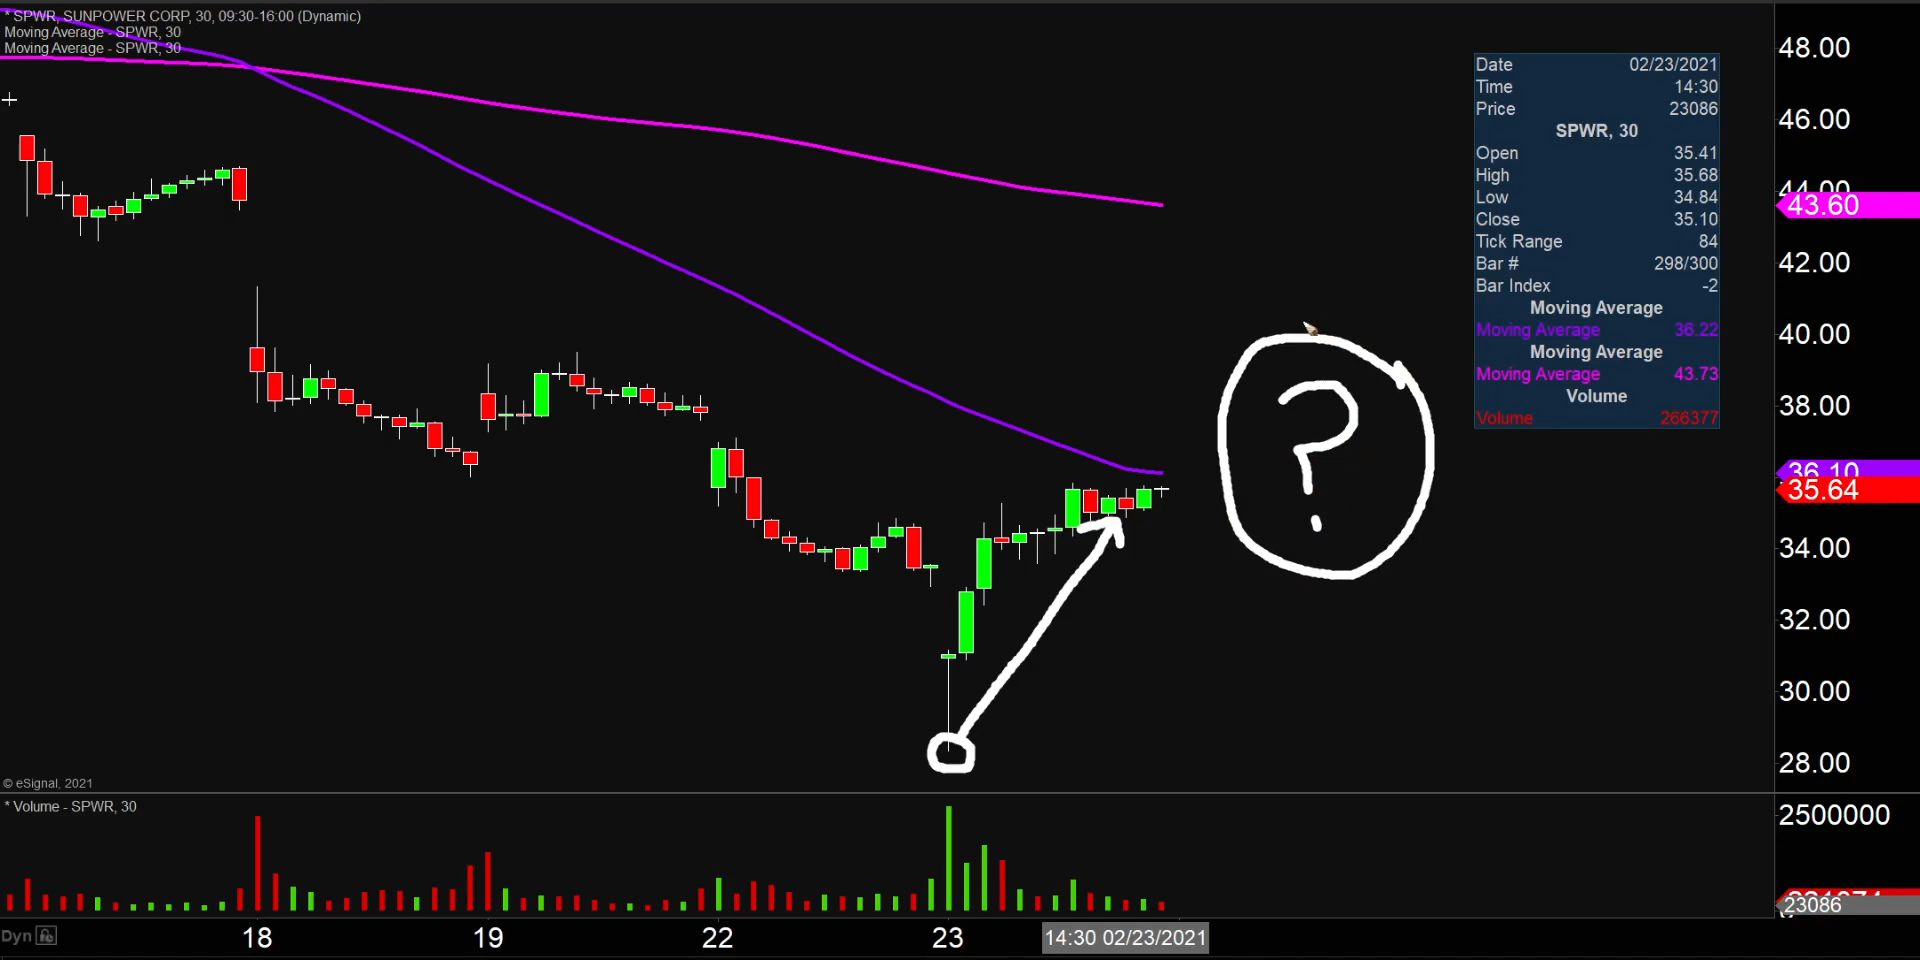 * SPWR, SUNPOWER CORP, 30, 09:30-16:00 (Dynamic)
Moving Average - SPWR, 30
Moving Average - SPWR, 30
Date 02/23/2021
Time 14:30
Price 23086
SPWR, 30
Open 35.41
High 35.68
Low 34.84
Close 35.10
Tick Range 84
Bar # 298/300
Bar Index -2
Moving Average
Moving Average 36.22
Moving Average
Moving Average 43.73
Volume
Volume 266377
48.00
46.00
44.00
43.60
42.00
40.00
38.00
36.10
35.64
34.00
32.00
30.00
28.00
?
© eSignal, 2021
* Volume - SPWR, 30
2500000
23086
Dyn
18 19 22 23 14:30 02/23/2021